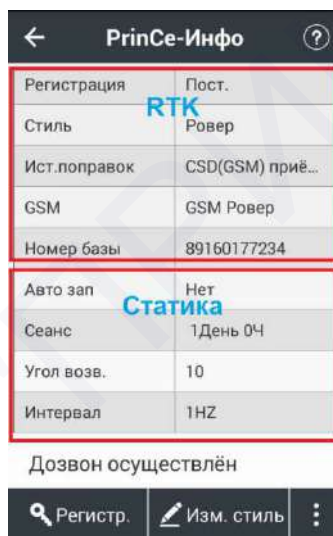 PrinCe-Инфо ?
Регистрация Пост.
RTK
Стиль Ровер
Ист.поправок CSD(GSM) приё...
GSM GSM Ровер
Номер базы 89160177234
Авто зап Нет
Статика
Сеанс 1День 0Ч
Угол возв. 10
Интервал 1HZ
Дозвон осуществлён
Регистр. Изм. стиль